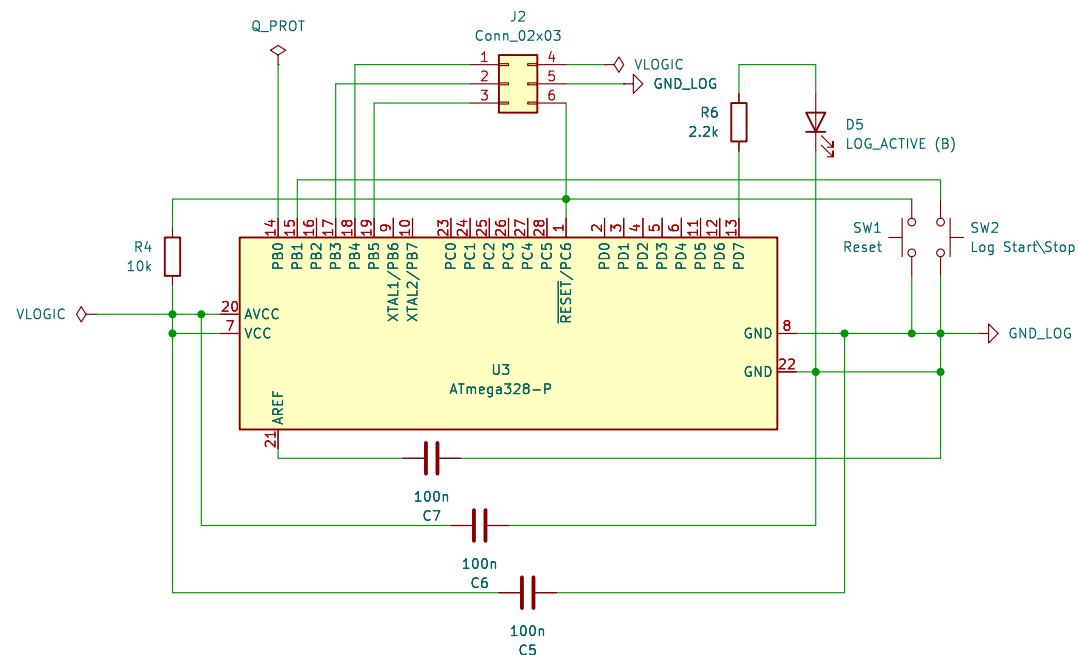 J2
Q_PROT
Conn_02x03
1 4 VLOGIC
2 5 GND_LOG
3 6
R6
2.2k
D5
LOG_ACTIVE (B)
14 15 16 17 18 19 9 10 23 24 25 26 27 28 1 2 3 4 5 6 11 12 13
PB0 PB1 PB2 PB3 PB4 PB5 XTAL1/PB6 XTAL2/PB7 PC0 PC1 PC2 PC3 PC4 PC5 RESET/PC6 PD0 PD1 PD2 PD3 PD4 PD5 PD6 PD7
SW1
Reset
SW2
Log Start\Stop
R4
10k
VLOGIC
20 AVCC
7 VCC
GND 8
GND_LOG
GND 22
U3
ATmega328-P
AREF
21
100n
C7
100n
C6
100n
C5